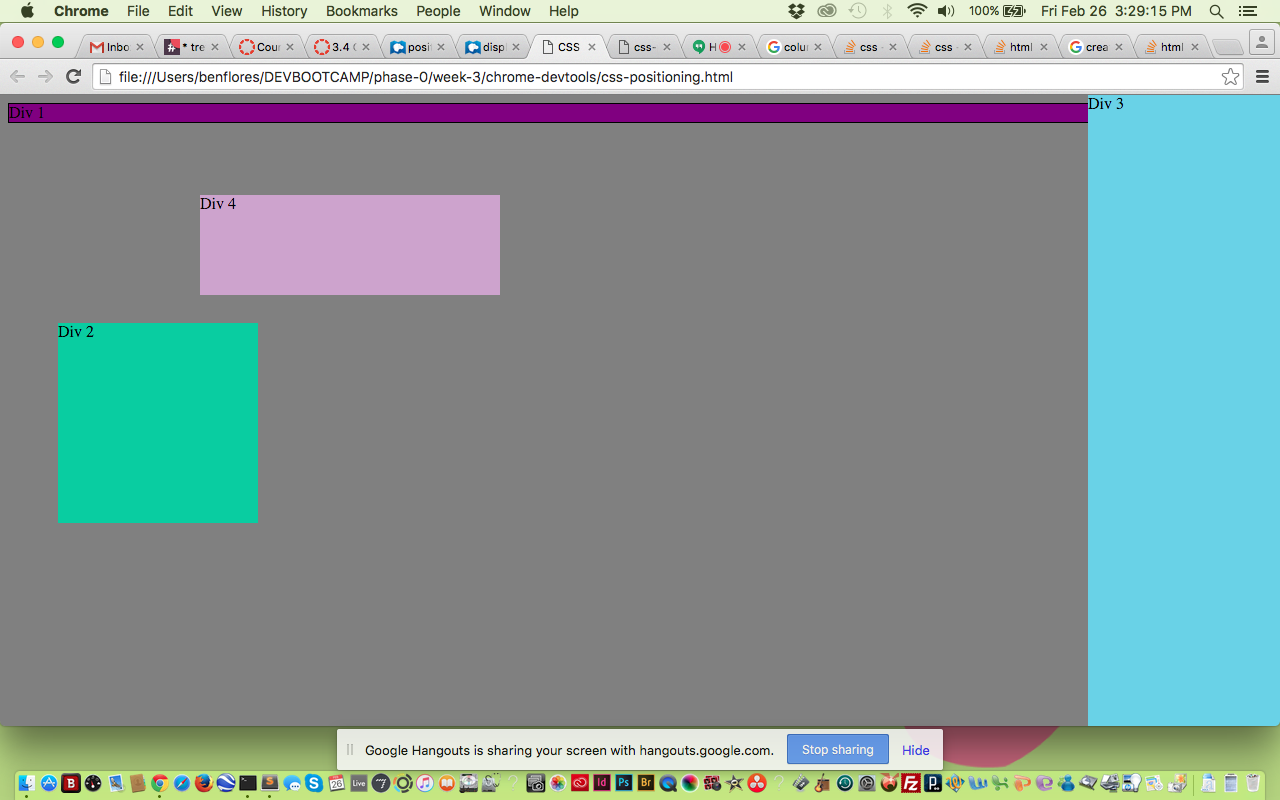 Chrome File Edit View History Bookmarks People Window Help 100% Fri Feb 26 3:29:15 PM
Inbo * tre Cour 3.4 ( posit displ CSS css- H colu css - css - html crea html
file:///Users/benflores/DEVBOOTCAMP/phase-0/week-3/chrome-devtools/css-positioning.html
Div 1
Div 3
Div 4
Div 2
Google Hangouts is sharing your screen with hangouts.google.com. Stop sharing Hide